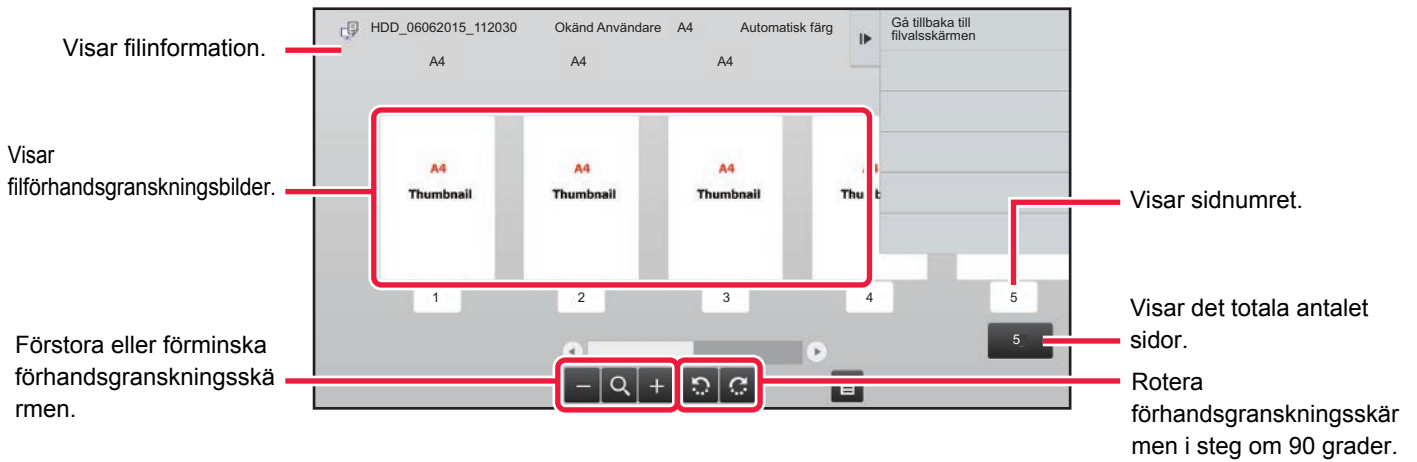 Visar filinformation.
HDD_06062015_112030 Okänd Användare A4 Automatisk färg
Gå tillbaka till
filvalsskärmen
A4 A4 A4
Visar
filförhandsgranskningsbilder.
A4 A4 A4
Thumbnail Thumbnail Thumbnail
Visar sidnumret.
1 2 3 4 5
Visar det totala antalet
sidor.
5
Förstora eller förminska
förhandsgranskningsskä
rmen.
Rotera
förhandsgranskningsskär
men i steg om 90 grader.